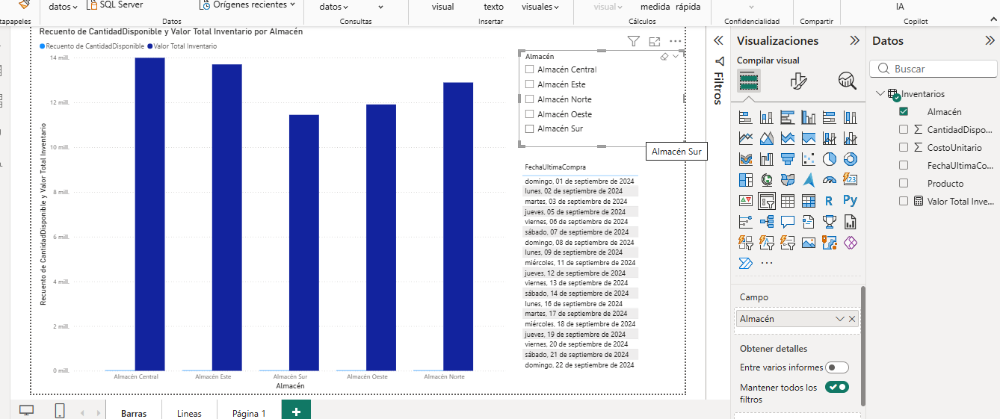 SQL Server
Orígenes recientes
datos
datos
visual
texto
visuales
visual
medida
rápida
IA
tapapeles
Datos
Consultas
Insertar
Cálculos
Confidencialidad
Compartir
Copilot
Recuento de CantidadDisponible y Valor Total Inventario por Almacén
Recuento de CantidadDisponible
Valor Total Inventario
14 mill.
12 mill.
10 mill.
8 mill.
6 mill.
4 mill.
2 mill.
0 mill.
Recuento de CantidadDisponible y Valor Total Inventario
Almacén Central
Almacén Este
Almacén Sur
Almacén Oeste
Almacén Norte
Almacén
Almacén
Almacén Central
Almacén Este
Almacén Norte
Almacén Oeste
Almacén Sur
Almacén Sur
FechaUltimaCompra
domingo, 01 de septiembre de 2024
lunes, 02 de septiembre de 2024
martes, 03 de septiembre de 2024
jueves, 05 de septiembre de 2024
viernes, 06 de septiembre de 2024
sábado, 07 de septiembre de 2024
domingo, 08 de septiembre de 2024
lunes, 09 de septiembre de 2024
miércoles, 11 de septiembre de 2024
jueves, 12 de septiembre de 2024
viernes, 13 de septiembre de 2024
sábado, 14 de septiembre de 2024
lunes, 16 de septiembre de 2024
martes, 17 de septiembre de 2024
miércoles, 18 de septiembre de 2024
jueves, 19 de septiembre de 2024
viernes, 20 de septiembre de 2024
sábado, 21 de septiembre de 2024
domingo, 22 de septiembre de 2024
Barras
Lineas
Página 1
Filtros
Visualizaciones
Compilar visual
123
R
Py
Campo
Almacén
Obtener detalles
Entre varios informes
Mantener todos los
filtros
Datos
Buscar
Inventarios
Almacén
CantidadDispo...
CostoUnitario
FechaUltimaCo...
Producto
Valor Total Inve...